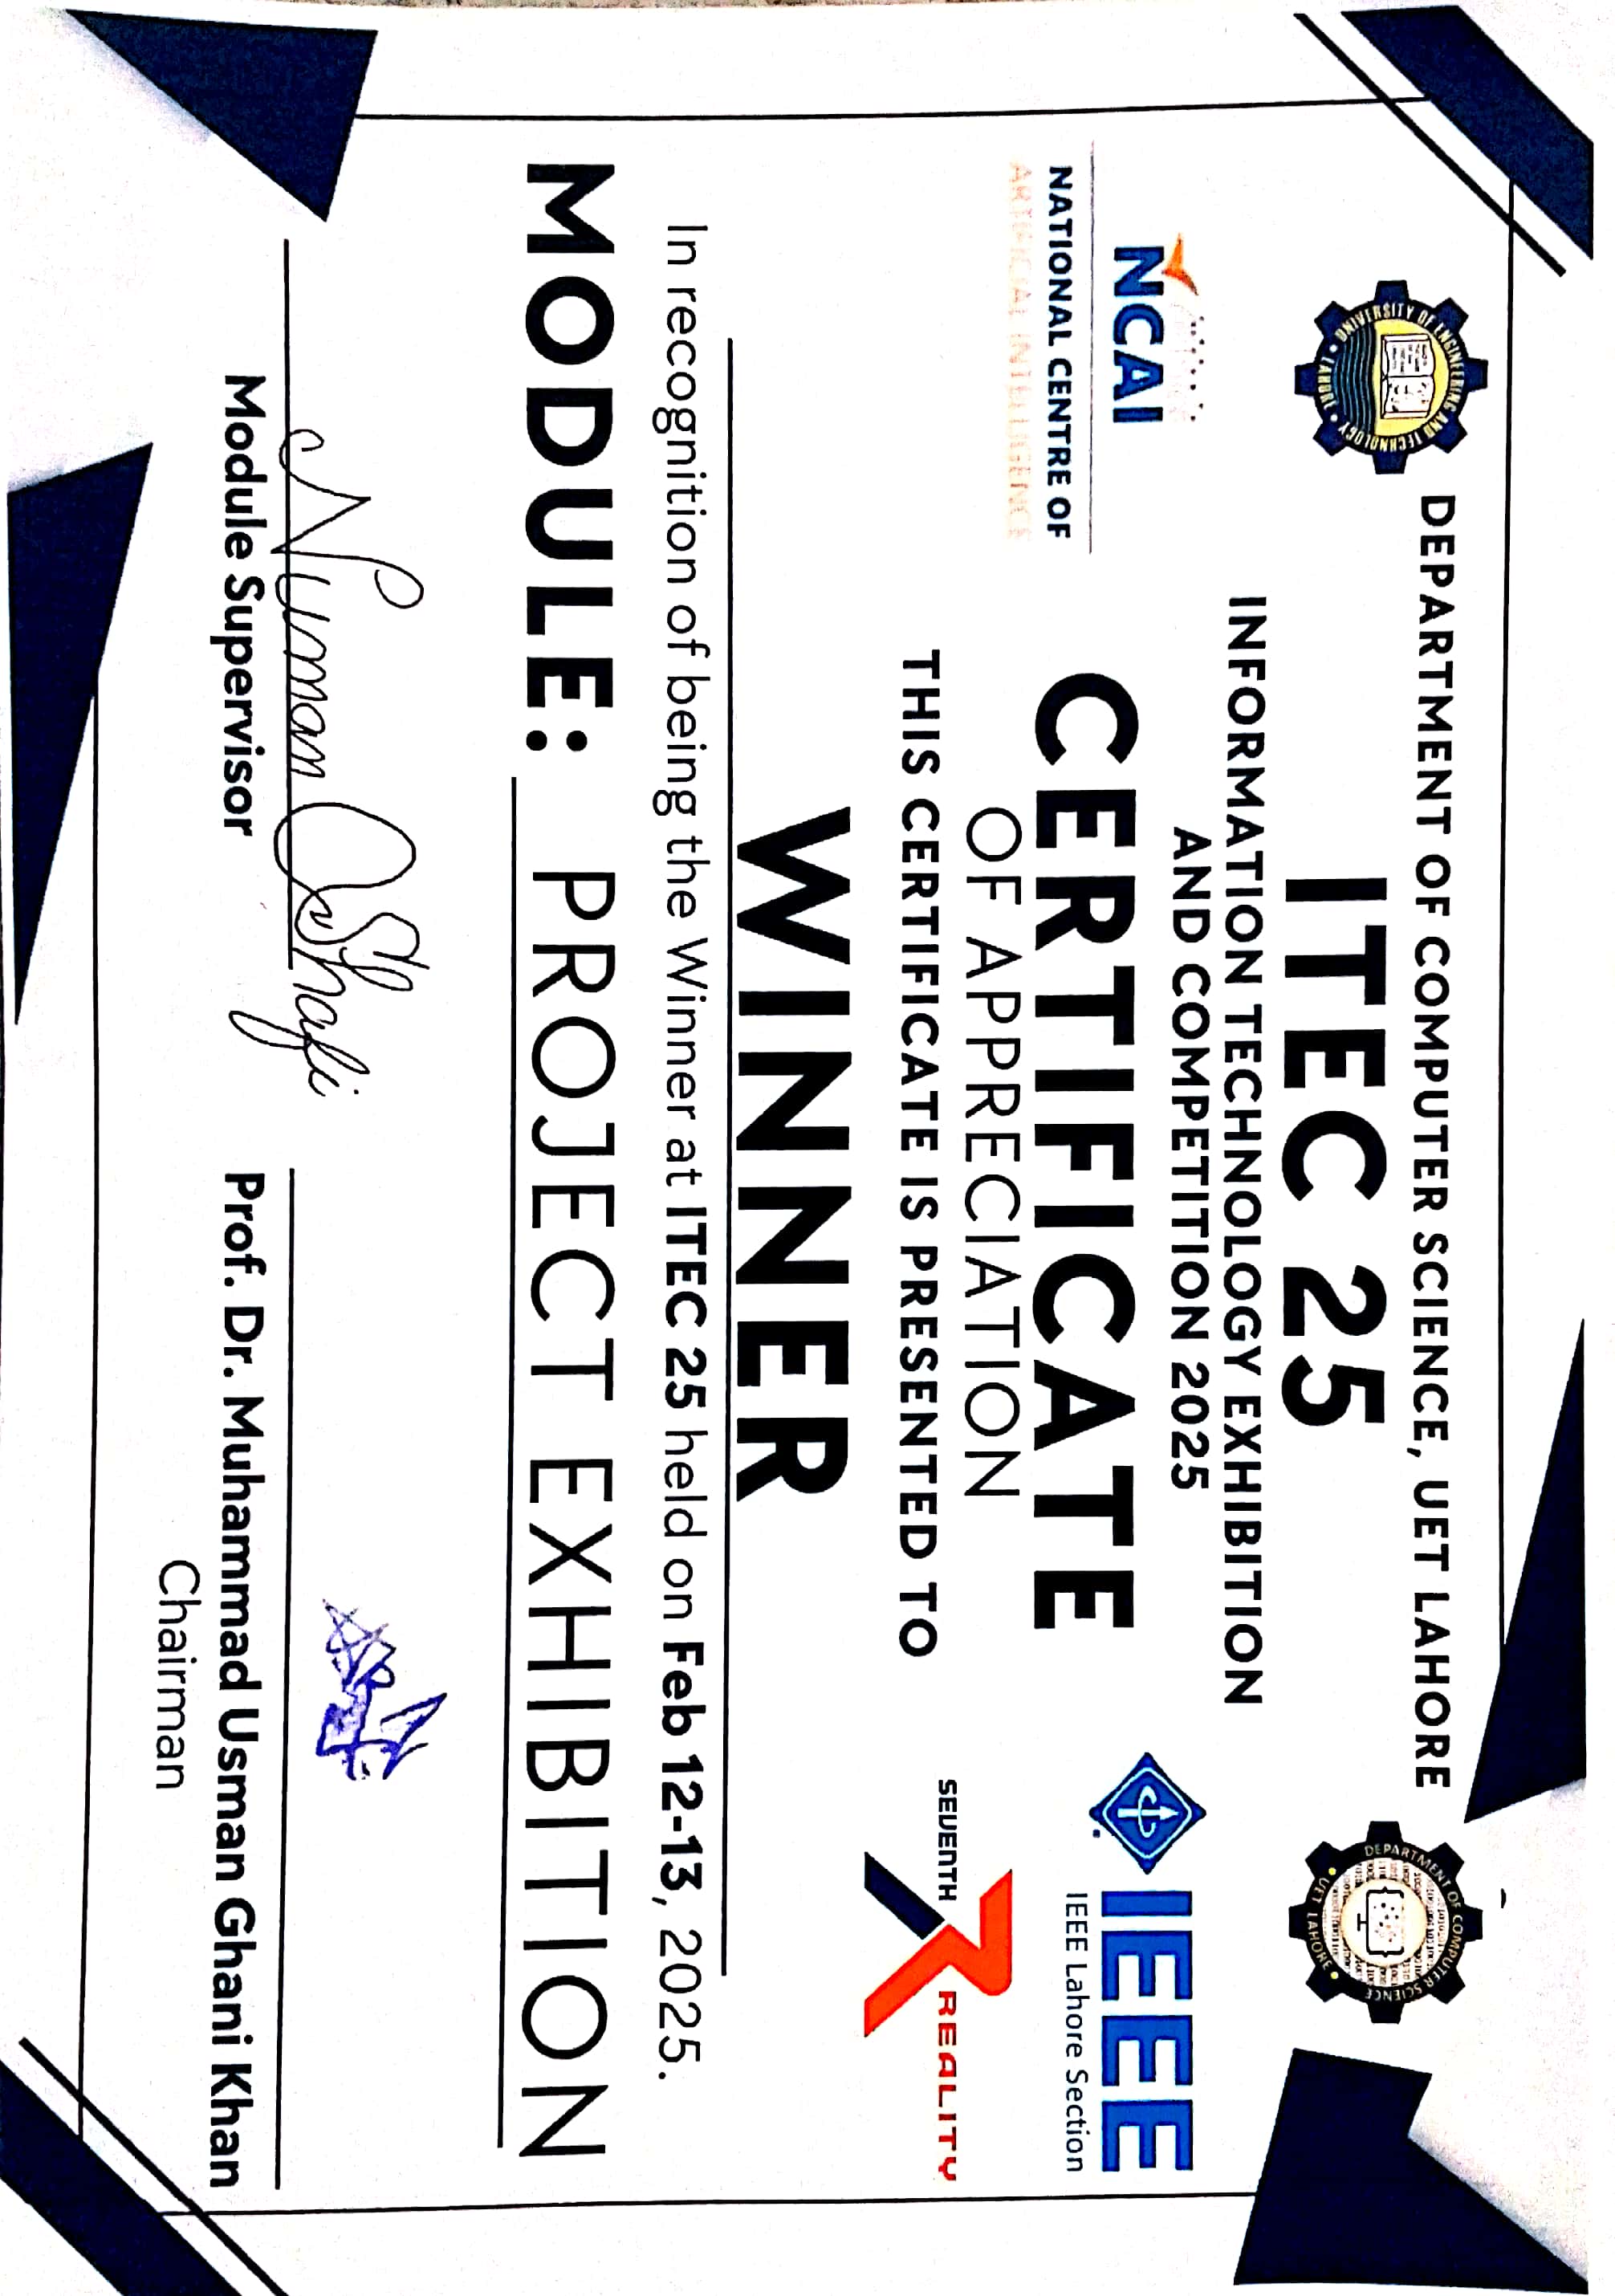 DEPARTMENT OF COMPUTER SCIENCE, UET LAHORE
UNIVERSITY OF ENGINEERING AND TECHNOLOGY
• LAHORE •
DEPARTMENT OF COMPUTER SCIENCE
• UET LAHORE •
ITEC 25
INFORMATION TECHNOLOGY EXHIBITION
AND COMPETITION 2025
NCAI
NATIONAL CENTRE OF
ARTIFICIAL INTELLIGENCE
IEEE
IEEE Lahore Section
CERTIFICATE
OF APPRECIATION
SEVENTH REALITY
THIS CERTIFICATE IS PRESENTED TO
WINNER
In recognition of being the Winner at ITEC 25 held on Feb 12-13, 2025.
MODULE: PROJECT EXHIBITION
Numan Shafi
Module Supervisor
Prof. Dr. Muhammad Usman Ghani Khan
Chairman